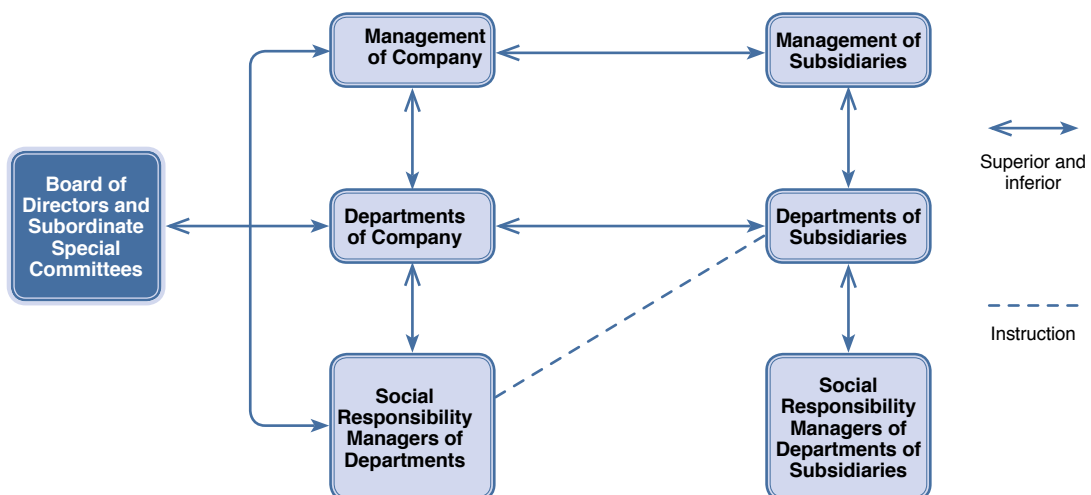 Management
of Company
Management of
Subsidiaries
Superior and
inferior
Board of
Directors and
Subordinate
Special
Committees
Departments
of Company
Departments of
Subsidiaries
Instruction
Social
Responsibility
Managers of
Departments
Social
Responsibility
Managers of
Departments of
Subsidiaries